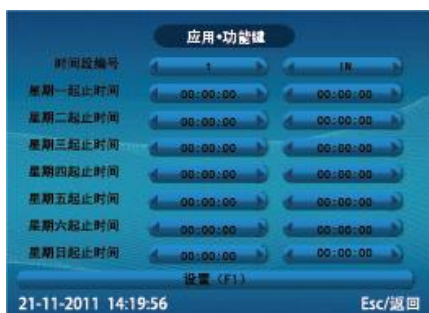 应用•功能键
时间段编号 1 IN
星期一起止时间 00:00:00 00:00:00
星期二起止时间 00:00:00 00:00:00
星期三起止时间 00:00:00 00:00:00
星期四起止时间 00:00:00 00:00:00
星期五起止时间 00:00:00 00:00:00
星期六起止时间 00:00:00 00:00:00
星期日起止时间 00:00:00 00:00:00
设置（F1）
21-11-2011 14:19:56 Esc/返回